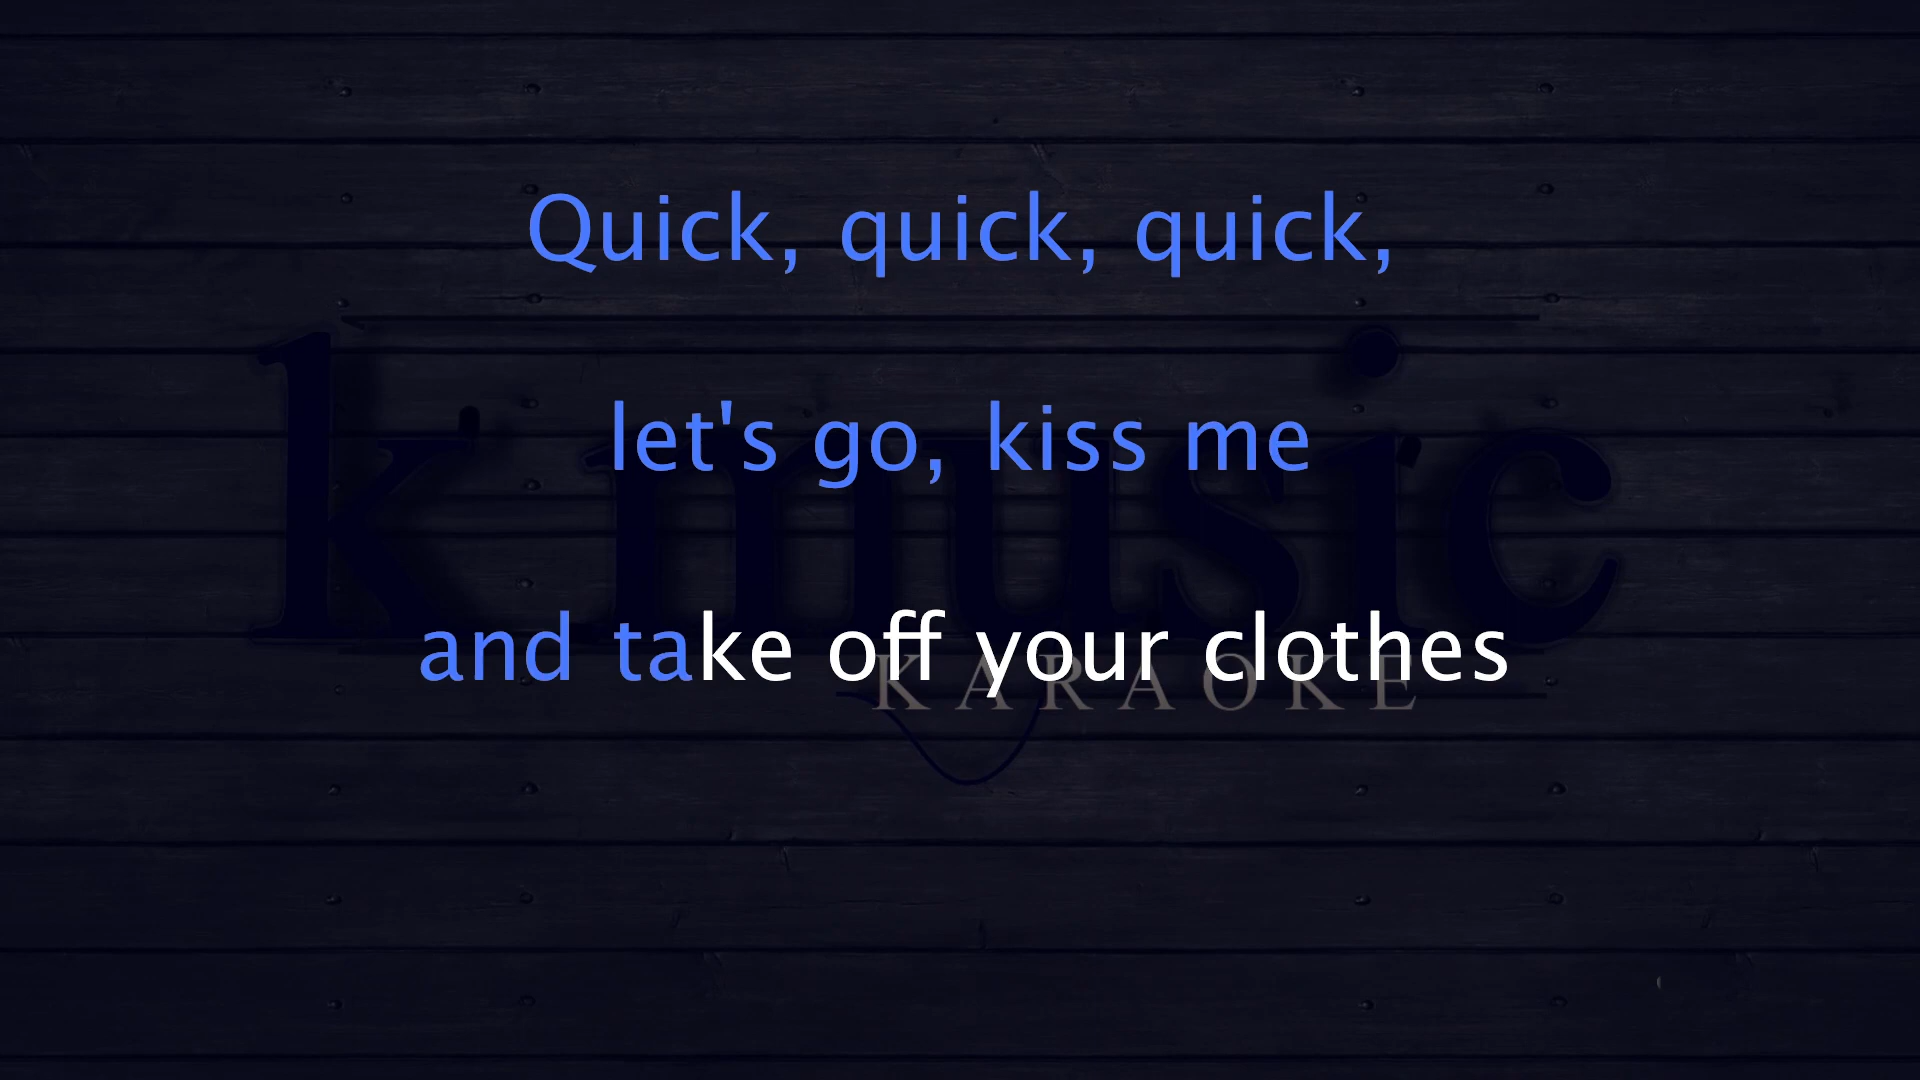 Quick, quick, quick,
let's go, kiss me
and take off your clothes
k music
KARAOKE